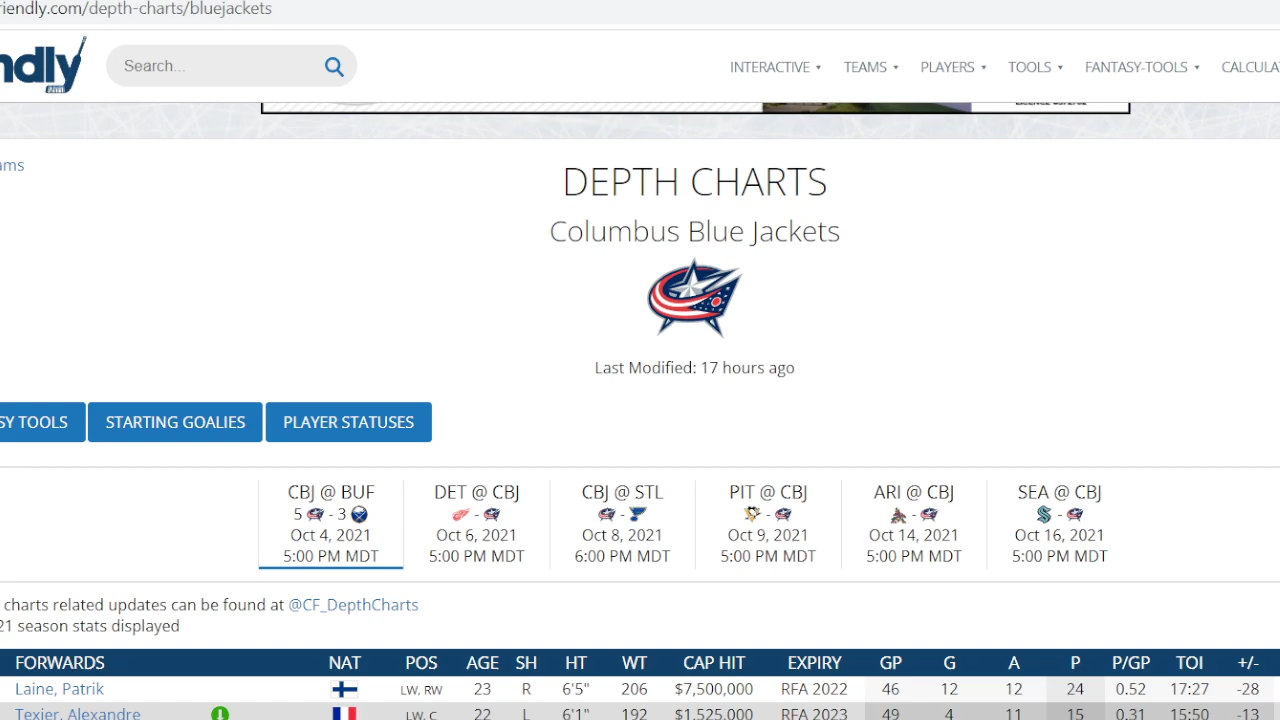 riendly.com/depth-charts/bluejackets
ndly
Search...
INTERACTIVE TEAMS PLAYERS TOOLS FANTASY-TOOLS CALCULA
ams
DEPTH CHARTS
Columbus Blue Jackets
Last Modified: 17 hours ago
SY TOOLS STARTING GOALIES PLAYER STATUSES
CBJ @ BUF DET @ CBJ CBJ @ STL PIT @ CBJ ARI @ CBJ SEA @ CBJ
5 - 3 - - - - -
Oct 4, 2021 Oct 6, 2021 Oct 8, 2021 Oct 9, 2021 Oct 14, 2021 Oct 16, 2021
5:00 PM MDT 5:00 PM MDT 6:00 PM MDT 5:00 PM MDT 5:00 PM MDT 5:00 PM MDT
charts related updates can be found at @CF_DepthCharts
21 season stats displayed
FORWARDS NAT POS AGE SH HT WT CAP HIT EXPIRY GP G A P P/GP TOI +/-
Laine, Patrik LW, RW 23 R 6'5" 206 $7,500,000 RFA 2022 46 12 12 24 0.52 17:27 -28
Texier, Alexandre LW, C 22 L 6'1" 192 $1,525,000 RFA 2023 49 4 11 15 0.31 15:50 -13